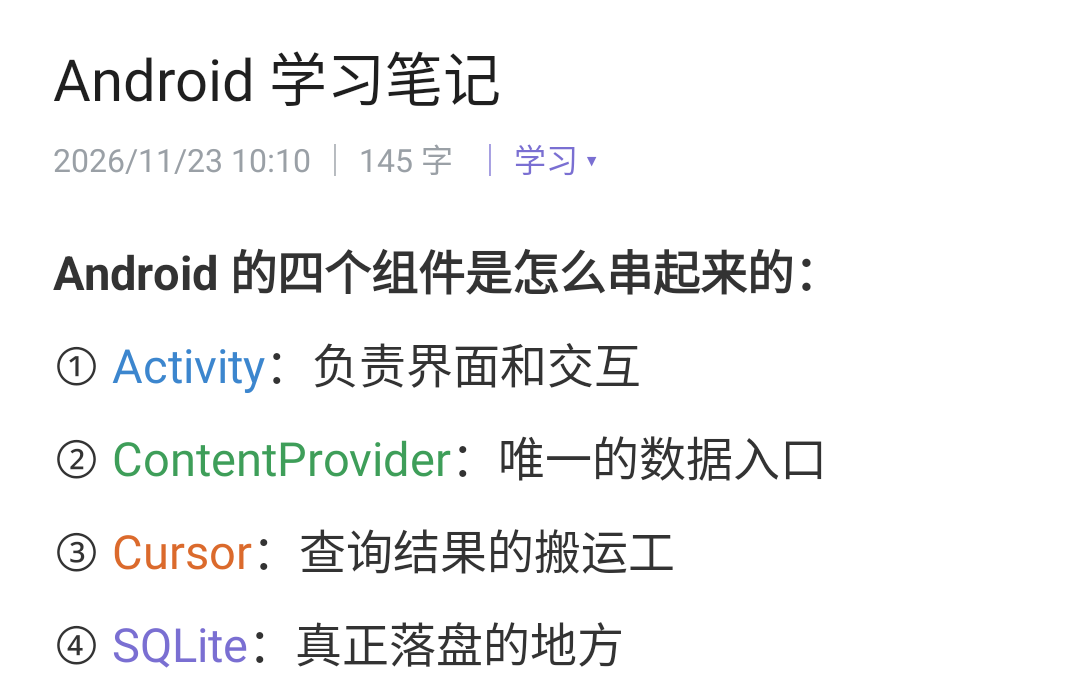 Android 学习笔记
2026/11/23 10:10 | 145 字 | 学习 ▾
Android 的四个组件是怎么串起来的：
① Activity：负责界面和交互
② ContentProvider：唯一的数据入口
③ Cursor：查询结果的搬运工
④ SQLite：真正落盘的地方